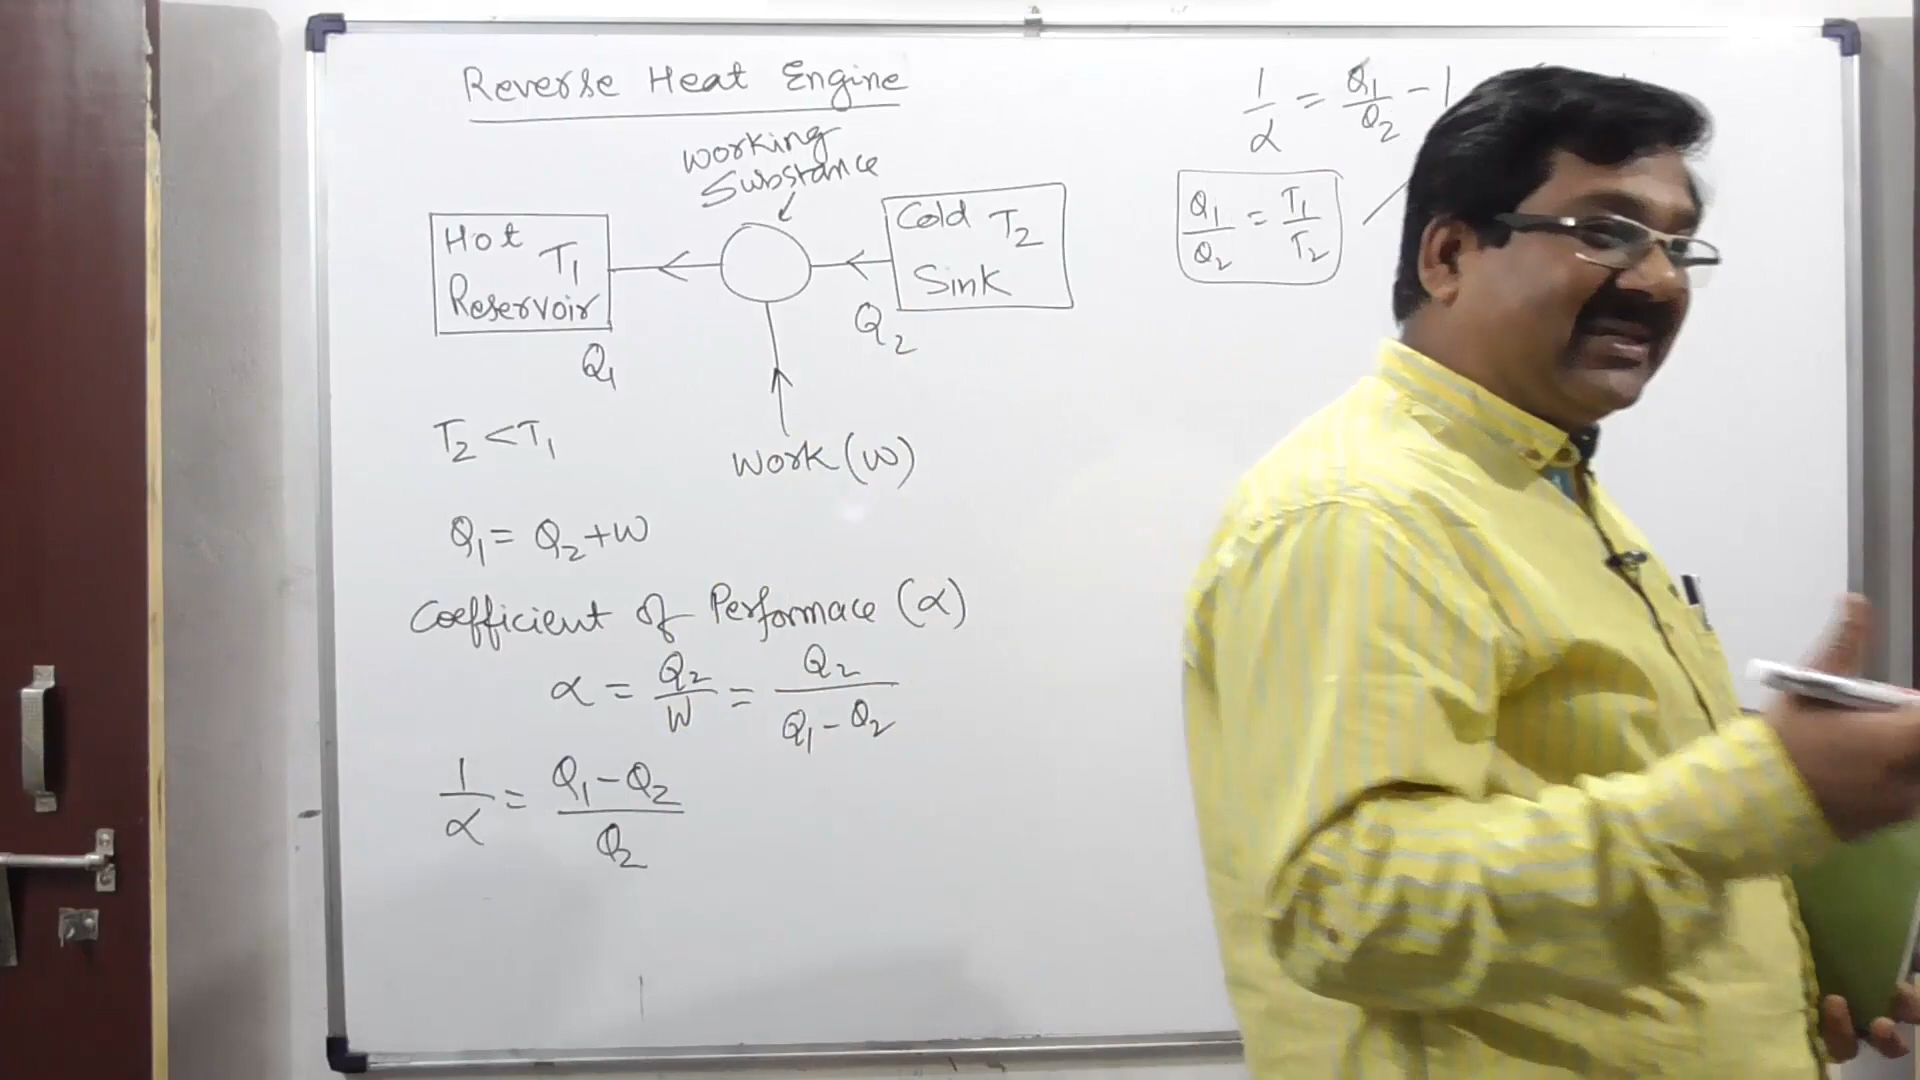 Reverse Heat Engine
Working
Substance
Hot T₁
Reservoir
Cold T₂
Sink
Q₁
Q₂
T₂ < T₁
Work (W)
Q₁ = Q₂ + W
Coefficient of Performace (α)
α = Q₂/W = Q₂/(Q₁ - Q₂)
1/α = (Q₁ - Q₂)/Q₂
1/α = Q₁/Q₂ - 1
Q₁/Q₂ = T₁/T₂